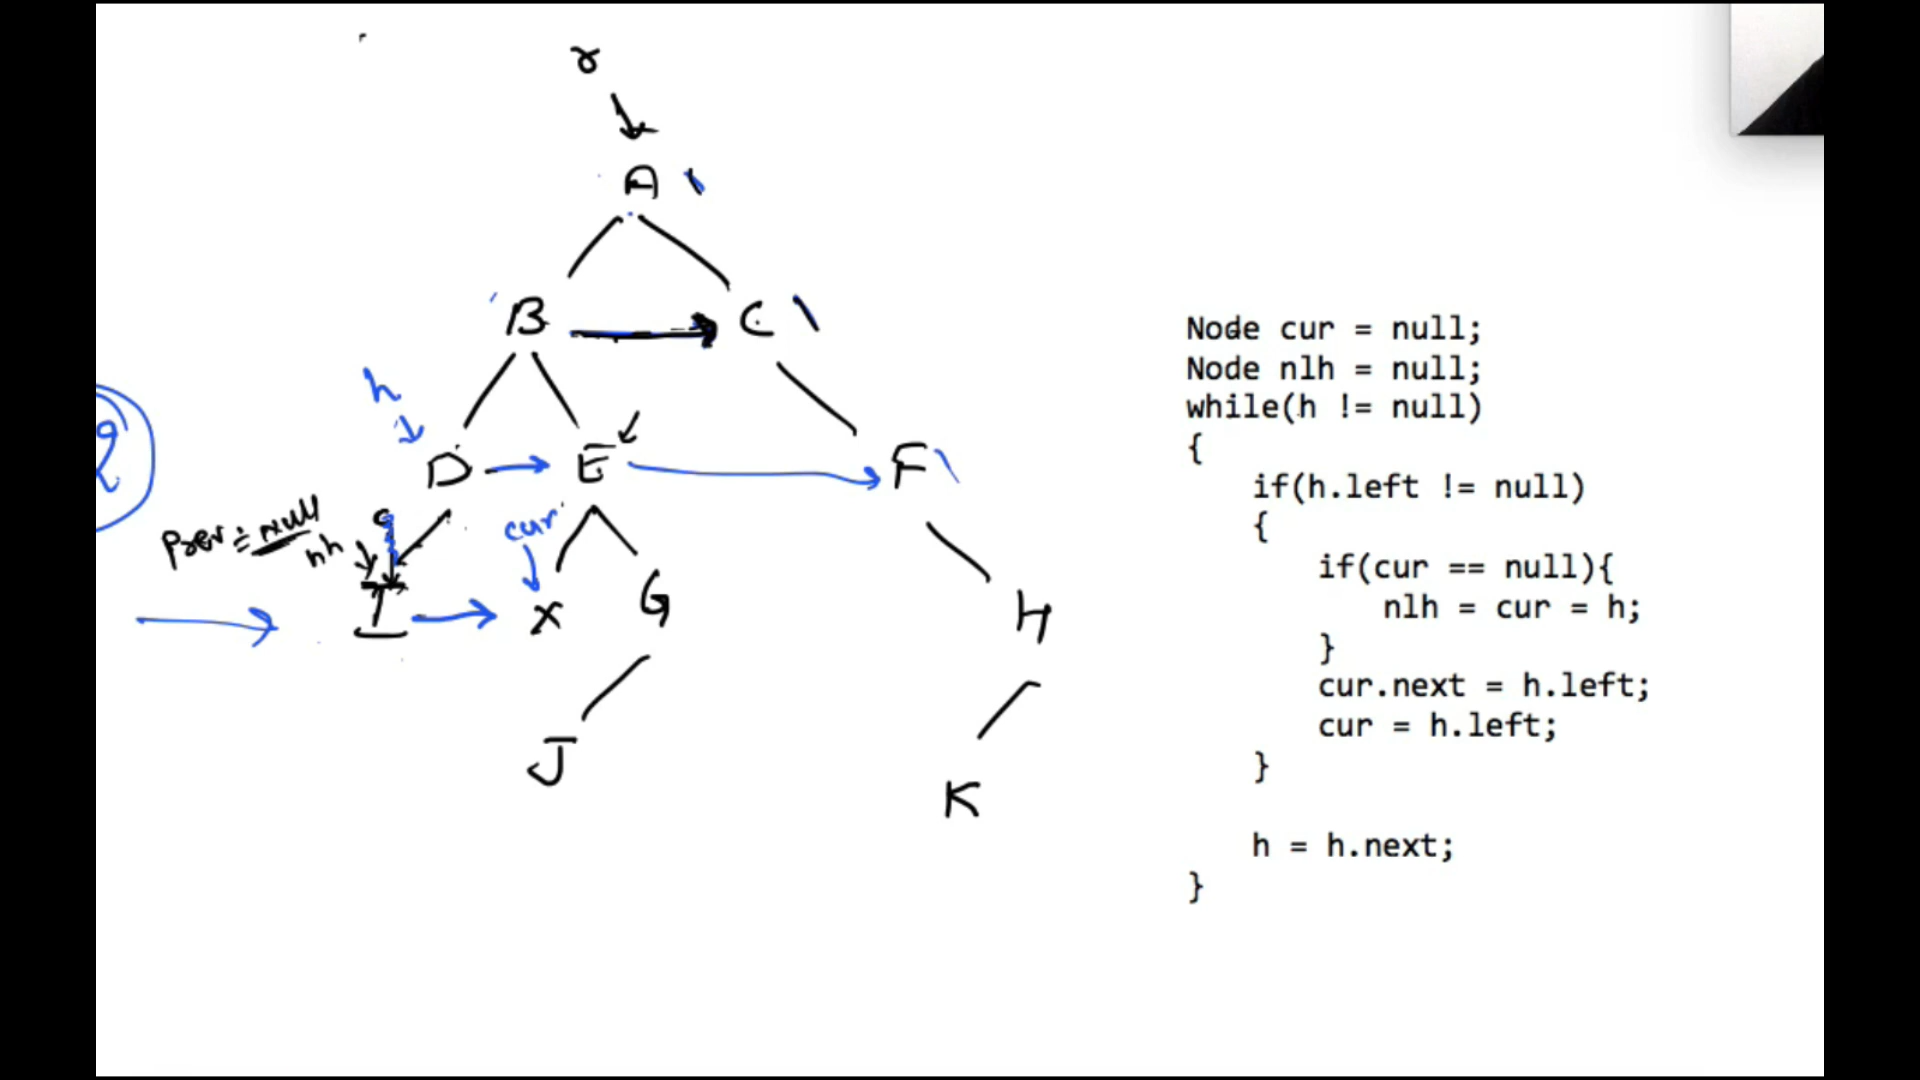 r
A
B
C
h
D
E
F
prev = null
nh
c
cur
I
X
G
H
J
K
Node cur = null;
Node nlh = null;
while(h != null)
{
if(h.left != null)
{
if(cur == null){
nlh = cur = h;
}
cur.next = h.left;
cur = h.left;
}
h = h.next;
}